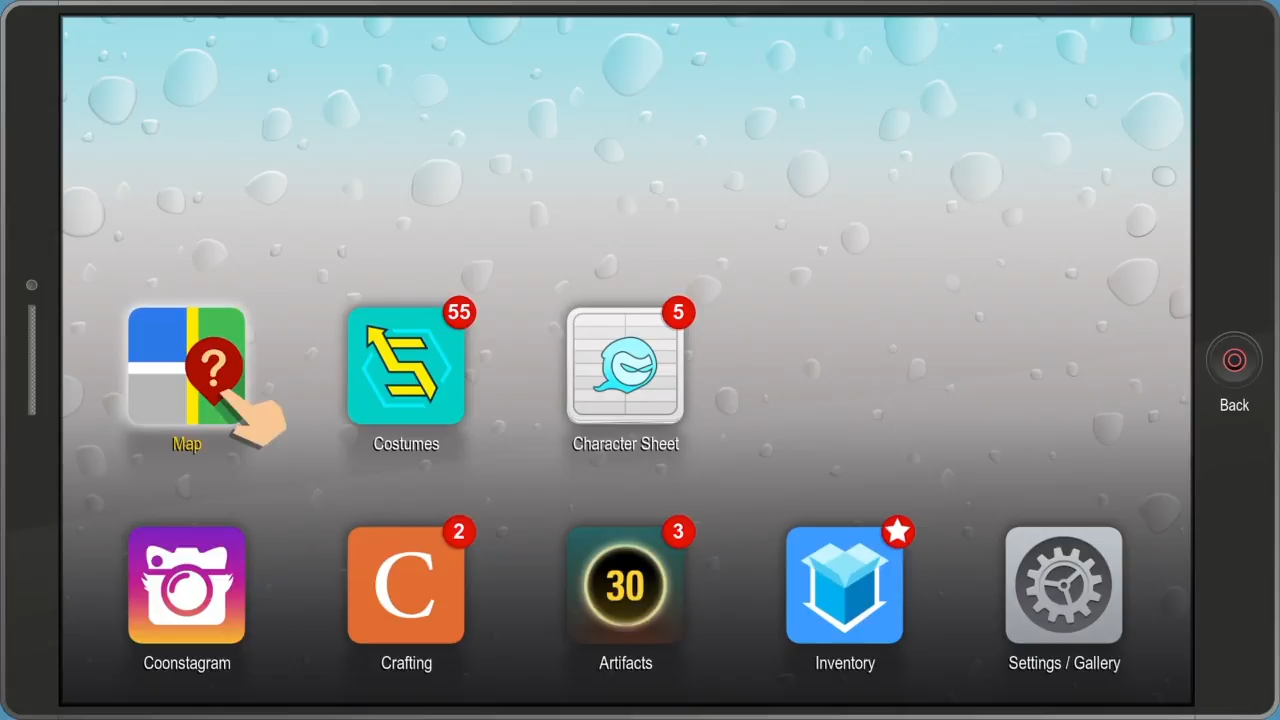 ?
55
5
Map
Costumes
Character Sheet
Back
2
3
C
30
Coonstagram
Crafting
Artifacts
Inventory
Settings / Gallery